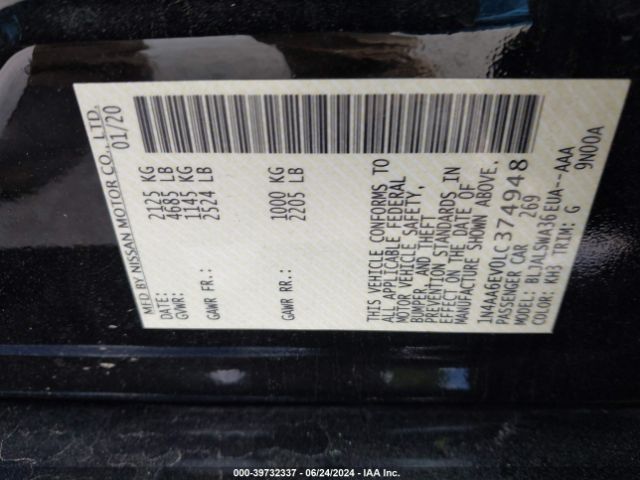 MFD BY NISSAN MOTOR CO., LTD.
DATE: 01/20
GVWR: 2125 KG
4685 LB
GAWR FR: 1145 KG
2524 LB
GAWR RR: 1000 KG
2205 LB
THIS VEHICLE CONFORMS TO
ALL APPLICABLE FEDERAL
MOTOR VEHICLE SAFETY,
BUMPER, AND THEFT
PREVENTION STANDARDS IN
EFFECT ON THE DATE OF
MANUFACTURE SHOWN ABOVE.
1N4AA6EV0LC374948
PASSENGER CAR 269
MODEL: BLJALSWA36EUA--AAA
COLOR: KH3 TRIM: G 9N00A
000-39732337 - 06/24/2024 - IAA Inc.